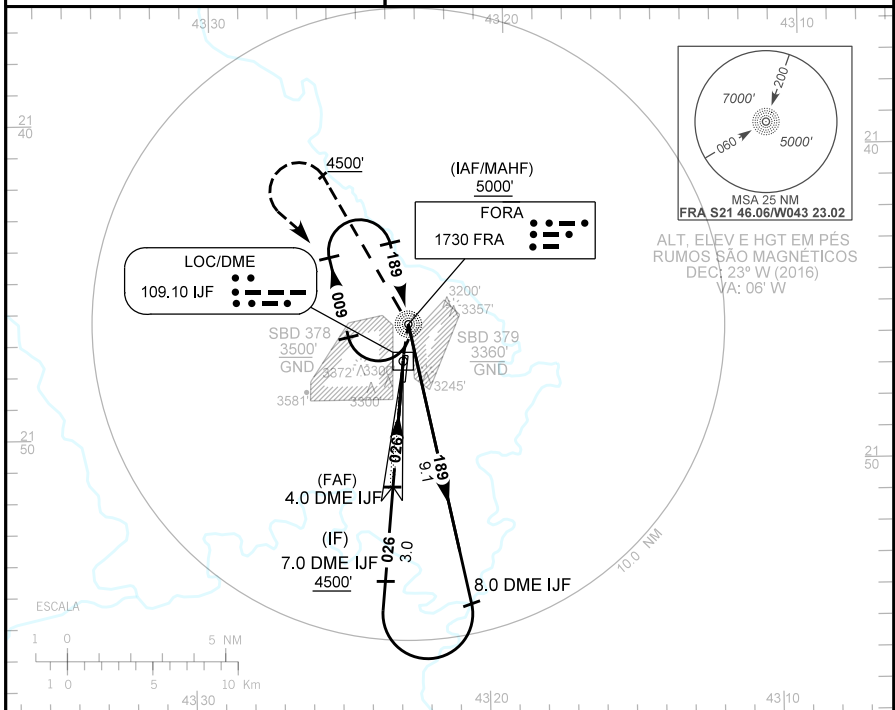 43 30
43 20
43 10
21
40
21
40
200
7000'
060
5000'
MSA 25 NM
FRA S21 46.06/W043 23.02
ALT, ELEV E HGT EM PÉS
RUMOS SÃO MAGNÉTICOS
DEC: 23º W (2016)
VA: 06' W
4500'
(IAF/MAHF)
5000'
FORA
1730 FRA
LOC/DME
109.10 IJF
189
009
3200'
3357'
SBD 378
3500'
GND
SBD 379
3360'
GND
3372'
3300'
3245'
3581'
3300'
21
50
21
50
026
189
9.1
(FAF)
4.0 DME IJF
(IF)
7.0 DME IJF
4500'
026
3.0
8.0 DME IJF
10.0 NM
ESCALA
1 0 5 NM
1 0 5 10 Km
43 30
43 20
43 10